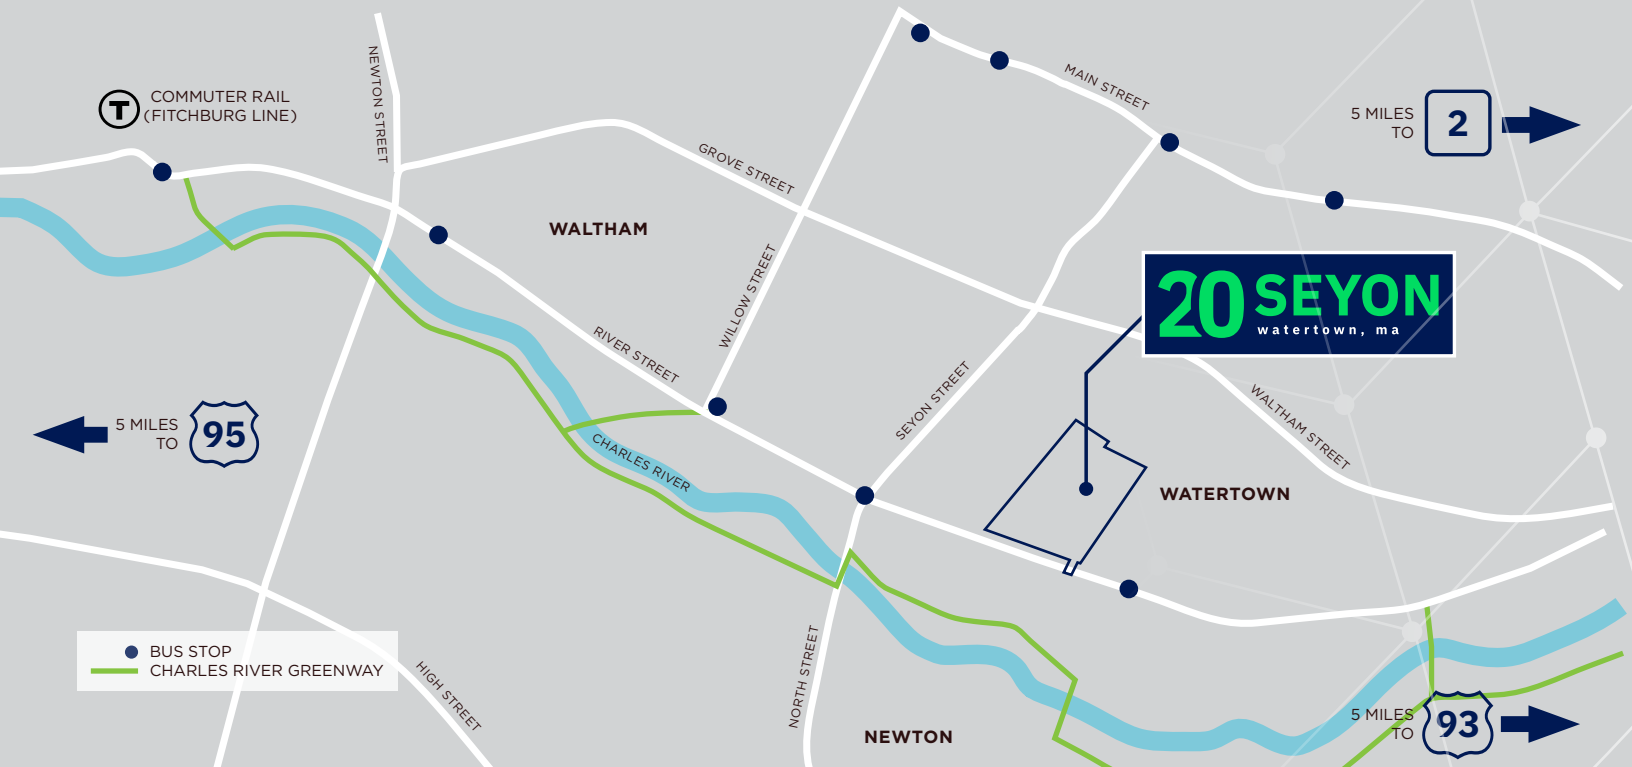 NEWTON STREET
T
COMMUTER RAIL
(FITCHBURG LINE)
MAIN STREET
5 MILES
TO
2
GROVE STREET
WALTHAM
WILLOW STREET
20 SEYON
watertown, ma
RIVER STREET
SEYON STREET
WALTHAM STREET
5 MILES
TO
95
CHARLES RIVER
WATERTOWN
BUS STOP
CHARLES RIVER GREENWAY
HIGH STREET
NORTH STREET
NEWTON
5 MILES
TO
93